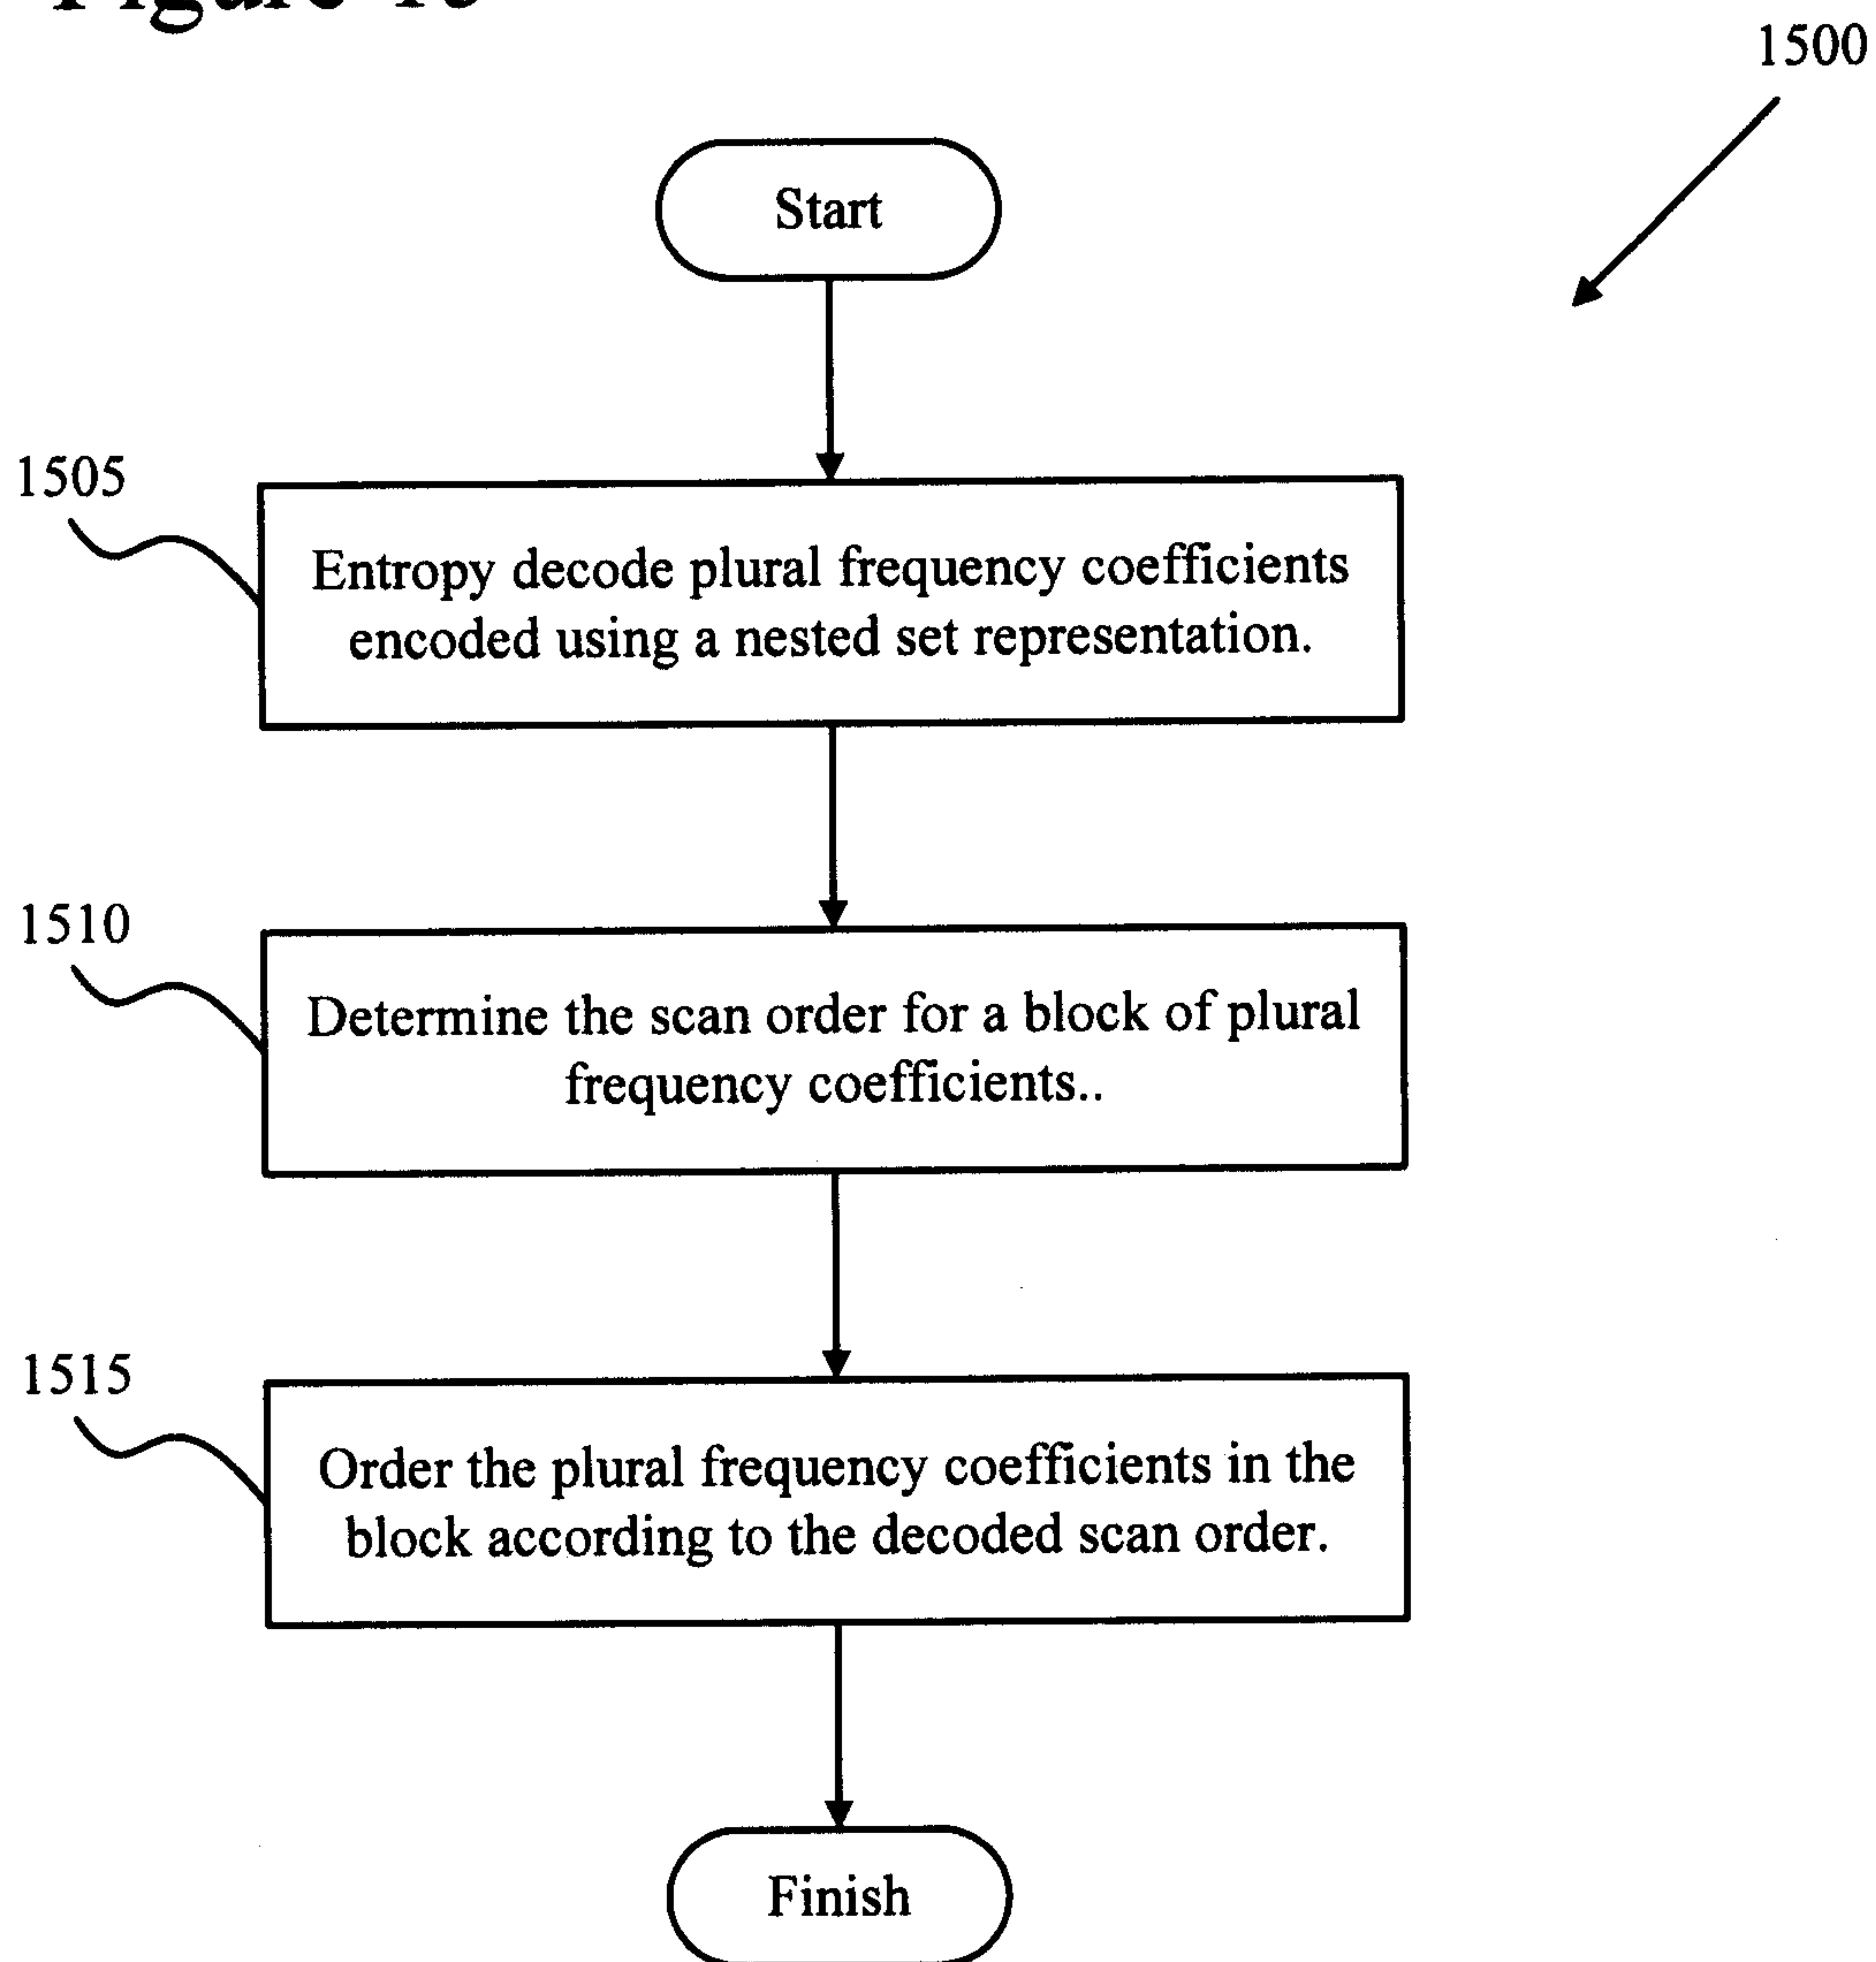 1500
Start
1505
Entropy decode plural frequency coefficients
encoded using a nested set representation.
1510
Determine the scan order for a block of plural
frequency coefficients..
1515
Order the plural frequency coefficients in the
block according to the decoded scan order.
Finish